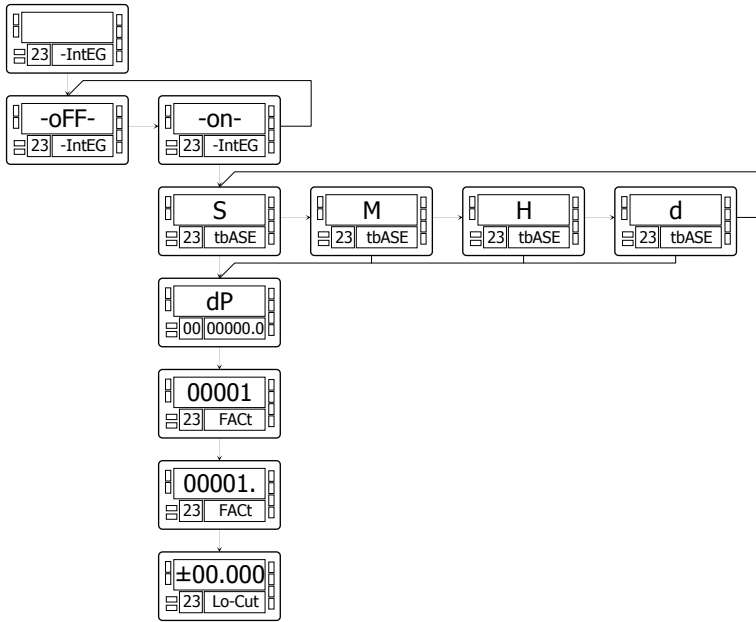 23 -IntEG
-oFF- -on-
23 -IntEG 23 -IntEG
S M H d
23 tbASE 23 tbASE 23 tbASE 23 tbASE
dP
00 00000.0
00001
23 FACt
00001.
23 FACt
±00.000
23 Lo-Cut